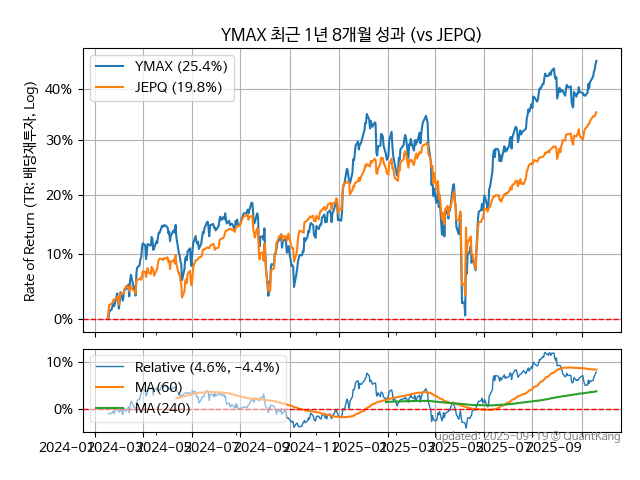 YMAX 최근 1년 8개월 성과 (vs JEPQ)
Rate of Return (TR: 배당재투자, Log)
YMAX (25.4%)
JEPQ (19.8%)
40%
30%
20%
10%
0%
Relative (4.6%, -4.4%)
MA(60)
MA(240)
10%
0%
2024-01 2024-03 2024-05 2024-07 2024-09 2024-11 2025-01 2025-03 2025-05 2025-07 2025-09
updated: 2025-09-19 © QuantKang